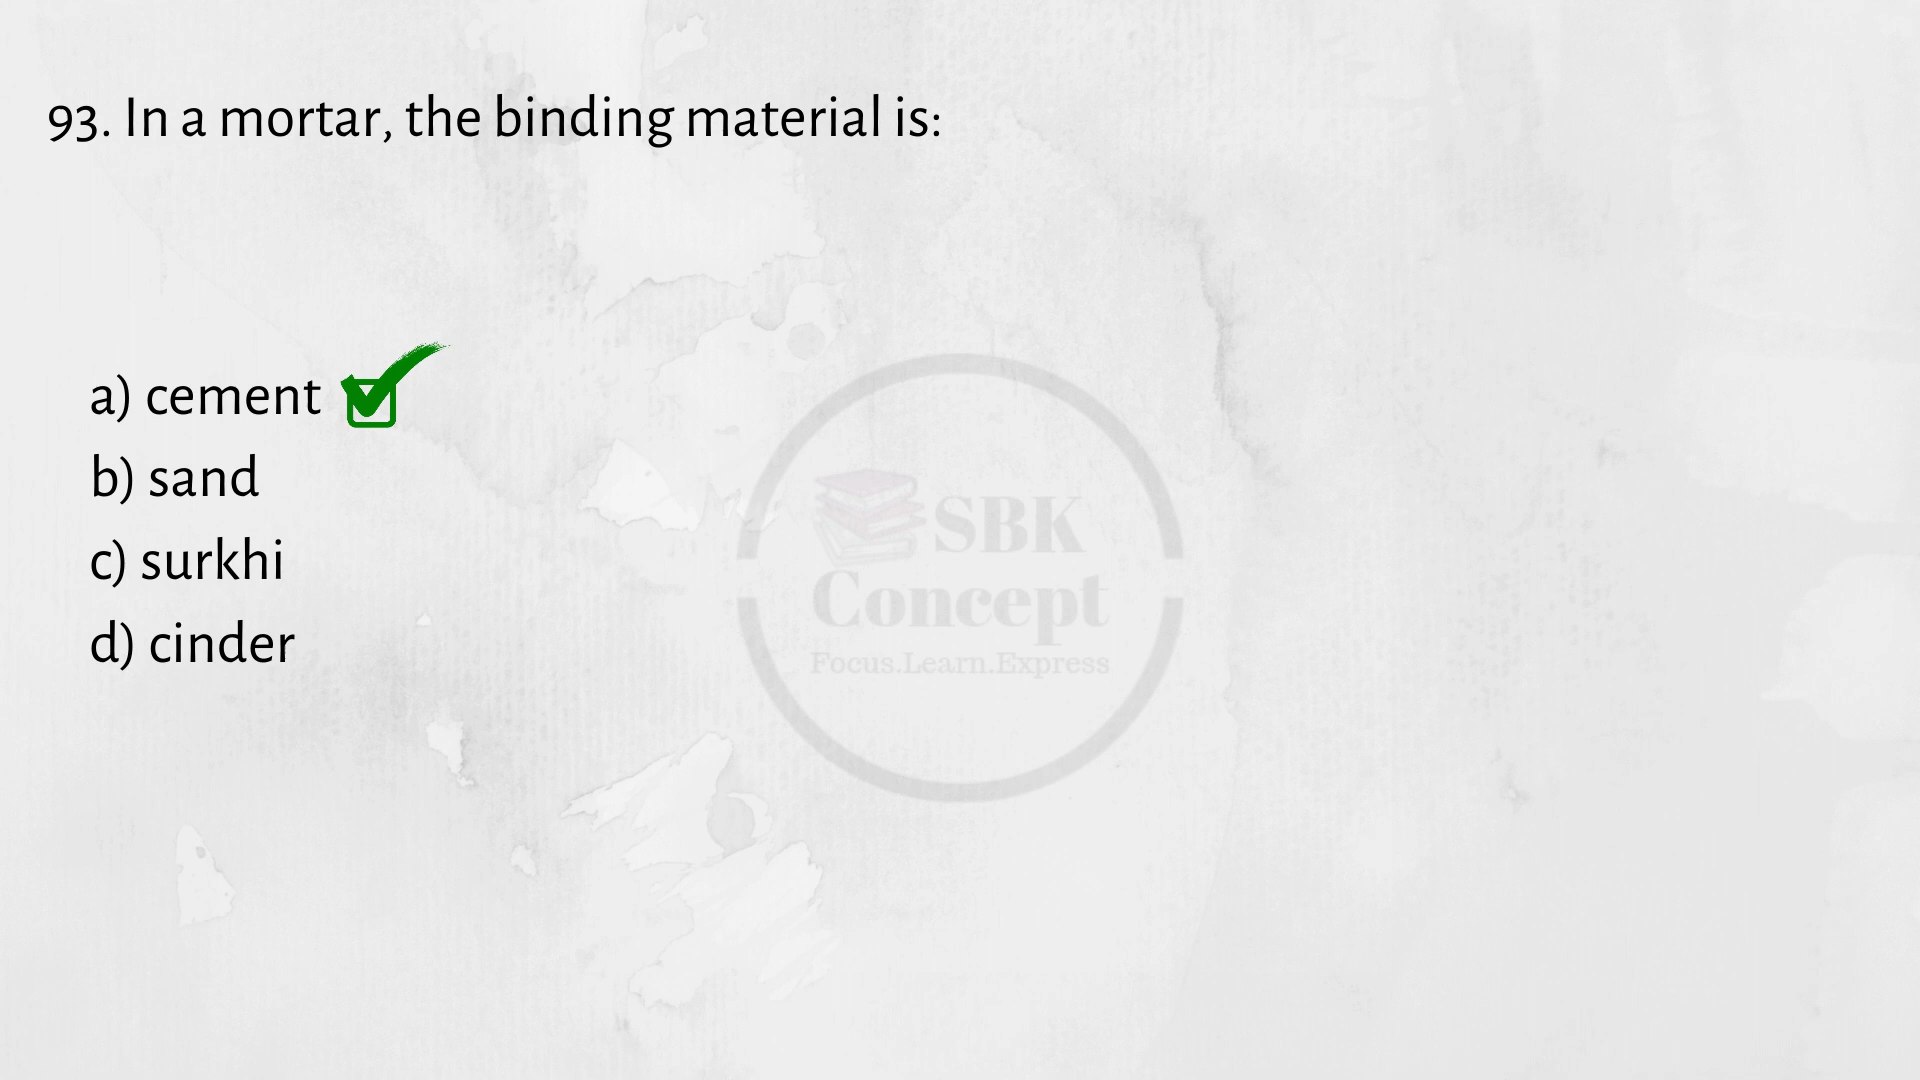 93. In a mortar, the binding material is:
a) cement
b) sand
c) surkhi
d) cinder
SBK
Concept
Focus.Learn.Express